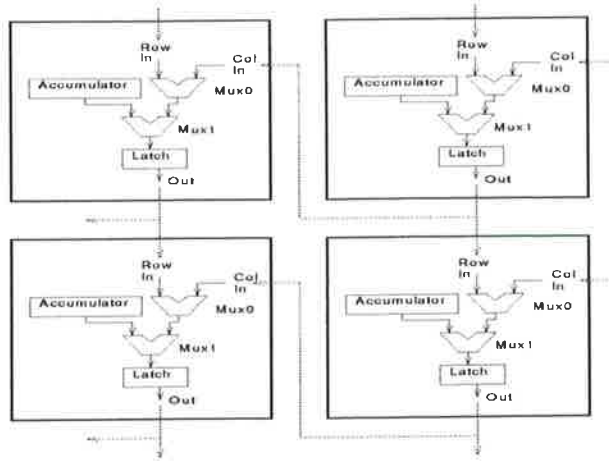 Row
In
Col
In
Accumulator
Mux0
Mux1
Latch
Out
Row
In
Col
In
Accumulator
Mux0
Mux1
Latch
Out
Row
In
Col
In
Accumulator
Mux0
Mux1
Latch
Out
Row
In
Col
In
Accumulator
Mux0
Mux1
Latch
Out